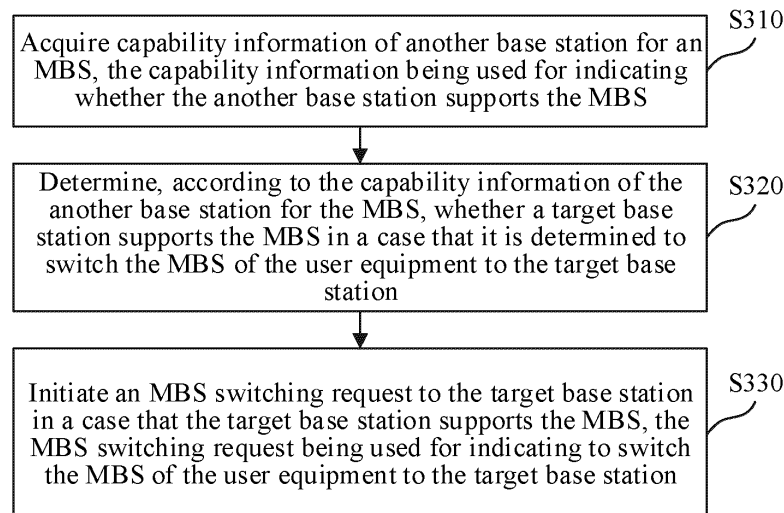 S310
Acquire capability information of another base station for an
MBS, the capability information being used for indicating
whether the another base station supports the MBS
S320
Determine, according to the capability information of the
another base station for the MBS, whether a target base
station supports the MBS in a case that it is determined to
switch the MBS of the user equipment to the target base
station
S330
Initiate an MBS switching request to the target base station
in a case that the target base station supports the MBS, the
MBS switching request being used for indicating to switch
the MBS of the user equipment to the target base station